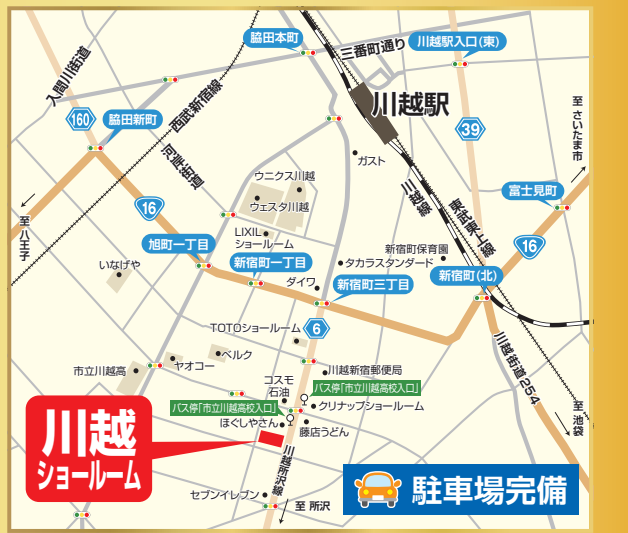 脇田本町
三番町通り
川越駅入口(東)
入間川街道
西武新宿線
川越駅
至 さいたま市
160
脇田新町
39
河岸街道
ガスト
川越線
ウニクス川越
富士見町
16
ウェスタ川越
東武東上線
至 八王子
LIXIL
ショールーム
新宿町保育園
16
旭町一丁目
いなげや
新宿町一丁目
タカラスタンダード
新宿町(北)
ダイワ
新宿町三丁目
TOTOショールーム
6
川越街道254
ベルク
市立川越高
ヤオコー
川越新宿郵便局
コスモ
石油
バス停「市立川越高校入口」
バス停「市立川越高校入口」
クリナップショールーム
至 池袋
ほぐしやさん
藤店うどん
川越
ショールーム
川越所沢線
セブンイレブン
至 所沢
駐車場完備